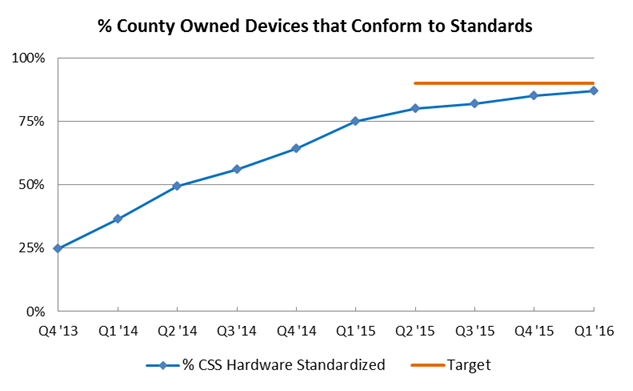 % County Owned Devices that Conform to Standards
100%
75%
50%
25%
0%
Q4 '13 Q1 '14 Q2 '14 Q3 '14 Q4 '14 Q1 '15 Q2 '15 Q3 '15 Q4 '15 Q1 '16
% CSS Hardware Standardized Target